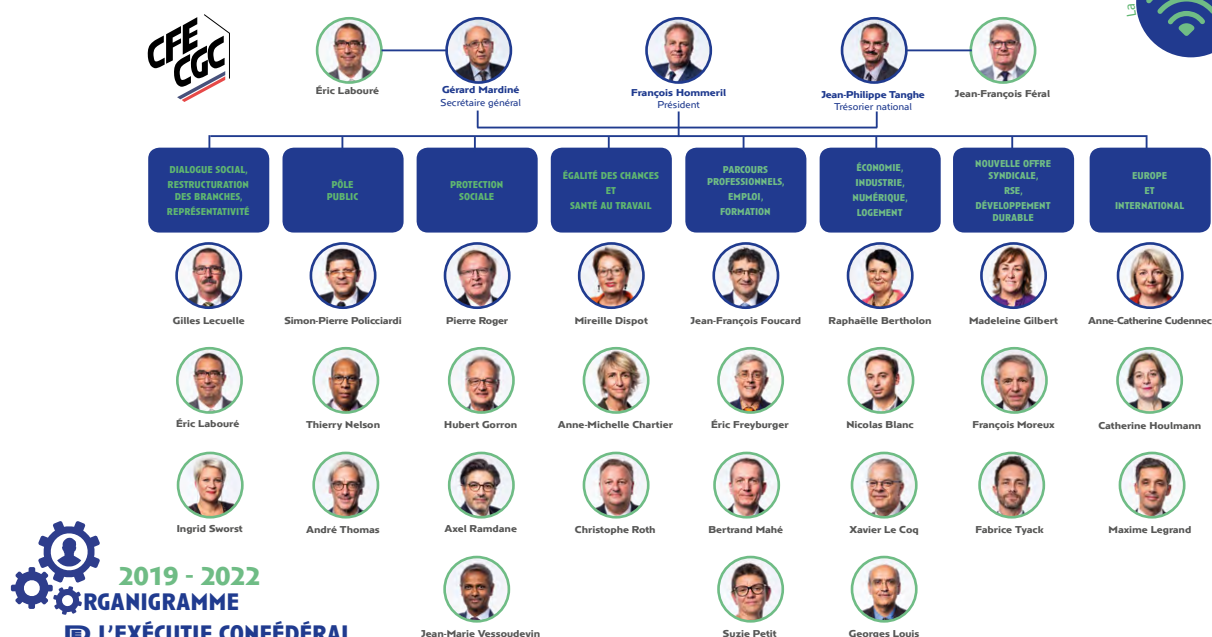 La
CFE
CGC
Éric Labouré
Gérard Mardiné
Secrétaire général
François Hommeril
Président
Jean-Philippe Tanghe
Trésorier national
Jean-François Féral
DIALOGUE SOCIAL,
RESTRUCTURATION
DES BRANCHES,
REPRÉSENTATIVITÉ
PÔLE
PUBLIC
PROTECTION
SOCIALE
ÉGALITÉ DES CHANCES
ET
SANTÉ AU TRAVAIL
PARCOURS
PROFESSIONNELS,
EMPLOI,
FORMATION
ÉCONOMIE,
INDUSTRIE,
NUMÉRIQUE,
LOGEMENT
NOUVELLE OFFRE
SYNDICALE,
RSE,
DÉVELOPPEMENT
DURABLE
EUROPE
ET
INTERNATIONAL
Gilles Lecuelle
Simon-Pierre Policciardi
Pierre Roger
Mireille Dispot
Jean-François Foucard
Raphaëlle Bertholon
Madeleine Gilbert
Anne-Catherine Cudennec
Éric Labouré
Thierry Nelson
Hubert Gorron
Anne-Michelle Chartier
Éric Freyburger
Nicolas Blanc
François Moreux
Catherine Houlmann
Ingrid Sworst
André Thomas
Axel Ramdane
Christophe Roth
Bertrand Mahé
Xavier Le Coq
Fabrice Tyack
Maxime Legrand
Jean-Marie Vessoudevin
Suzie Petit
Georges Louis
2019 - 2022
ORGANIGRAMME
DE L'EXÉCUTIF CONFÉDÉRAL